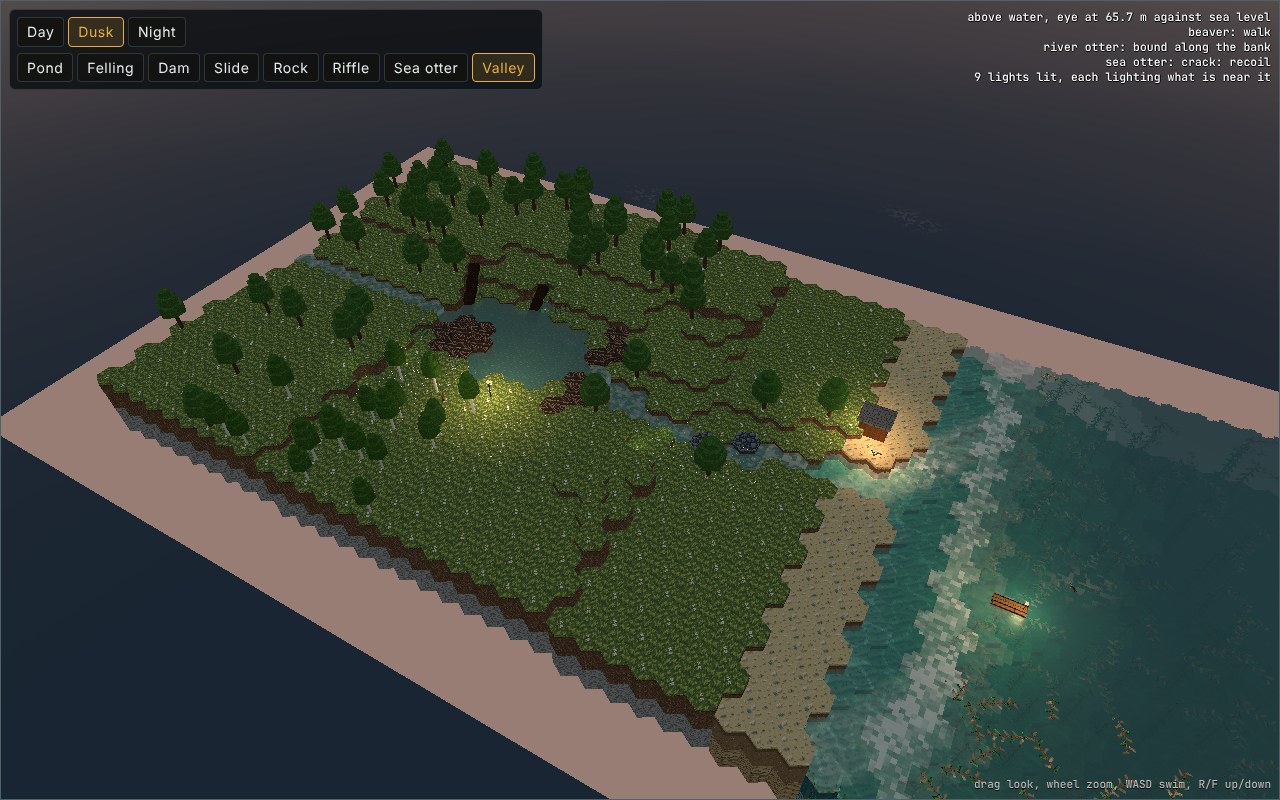 Day Dusk Night
Pond Felling Dam Slide Rock Riffle Sea otter Valley
above water, eye at 65.7 m against sea level
beaver: walk
river otter: bound along the bank
sea otter: crack: recoil
9 lights lit, each lighting what is near it
drag look, wheel zoom, WASD swim, R/F up/down